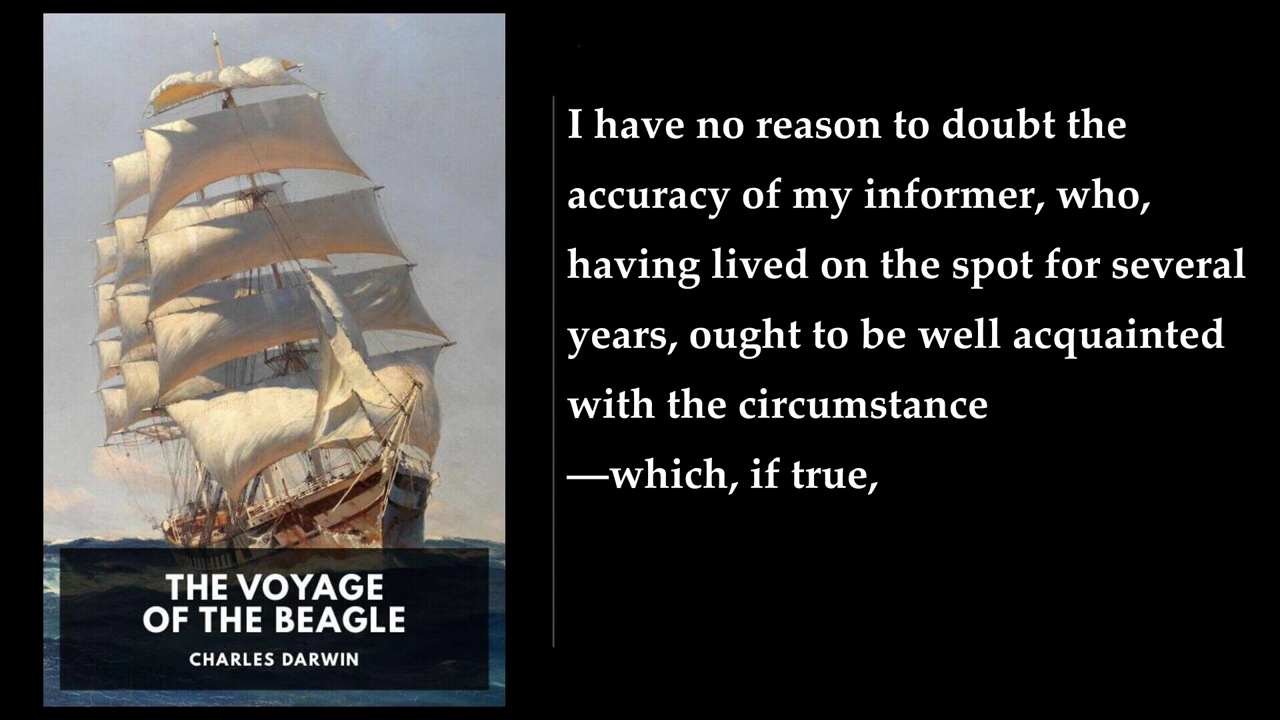 THE VOYAGE
OF THE BEAGLE
CHARLES DARWIN
I have no reason to doubt the
accuracy of my informer, who,
having lived on the spot for several
years, ought to be well acquainted
with the circumstance
—which, if true,